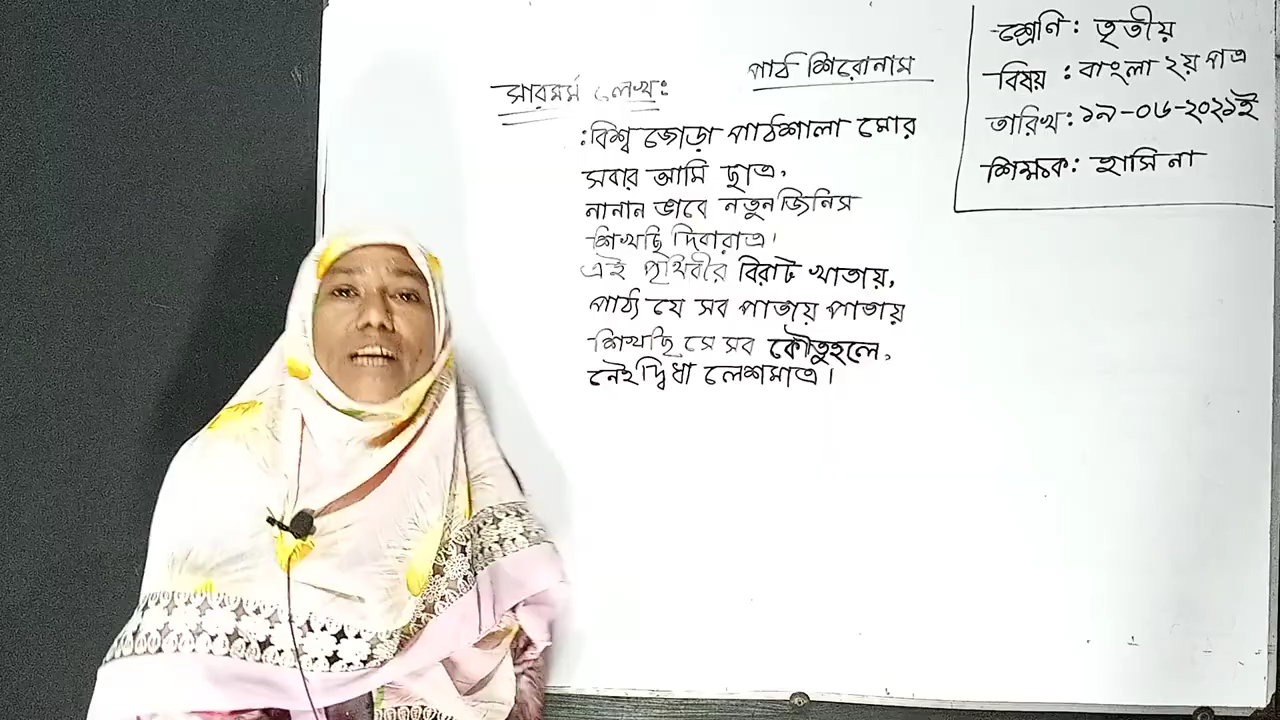 পাঠ শিরোনাম
সারমর্ম লেখ:
:বিশ্ব জোড়া পাঠশালা মোর
সবার আমি ছাত্র,
নানান ভাবে নতুন জিনিস
শিখছি দিবারাত্র।
এই পৃথিবীর বিরাট খাতায়,
পাঠ্য যে সব পাতায় পাতায়
শিখছি সে সব কৌতুহলে,
নেই দ্বিধা লেশমাত্র।
শ্রেণি: তৃতীয়
বিষয় : বাংলা ২য় পত্র
তারিখ: ১৯-০৬-২০২১ই
শিক্ষক: হাসিনা